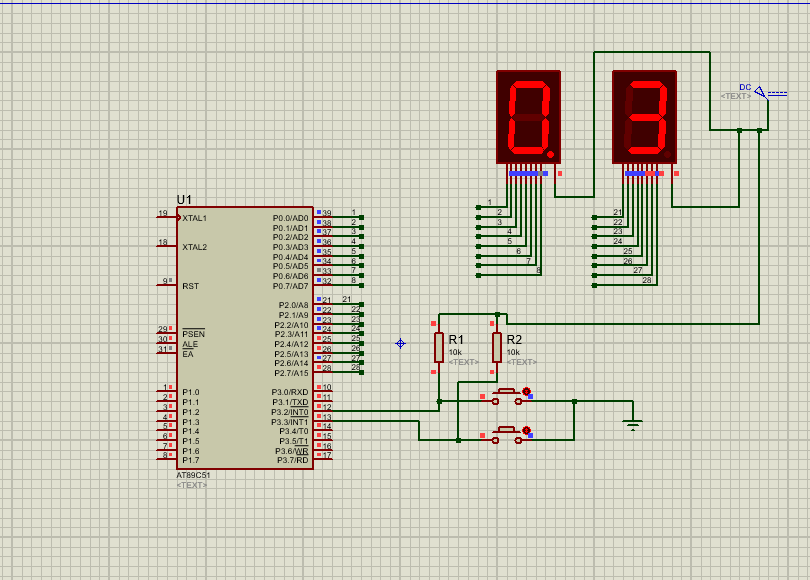 DC
<TEXT>
1
2
3
4
5
6
7
8
21
22
23
24
25
26
27
28
U1
19 XTAL1
18 XTAL2
9 RST
29 PSEN
30 ALE
31 EA
1 P1.0
2 P1.1
3 P1.2
4 P1.3
5 P1.4
6 P1.5
7 P1.6
8 P1.7
P0.0/AD0 39 1
P0.1/AD1 38 2
P0.2/AD2 37 3
P0.3/AD3 36 4
P0.4/AD4 35 5
P0.5/AD5 34 6
P0.6/AD6 33 7
P0.7/AD7 32 8
P2.0/A8 21 21
P2.1/A9 22 22
P2.2/A10 23 23
P2.3/A11 24 24
P2.4/A12 25 25
P2.5/A13 26 26
P2.6/A14 27 27
P2.7/A15 28 28
P3.0/RXD 10
P3.1/TXD 11
P3.2/INT0 12
P3.3/INT1 13
P3.4/T0 14
P3.5/T1 15
P3.6/WR 16
P3.7/RD 17
AT89C51
<TEXT>
R1
10k
<TEXT>
R2
10k
<TEXT>